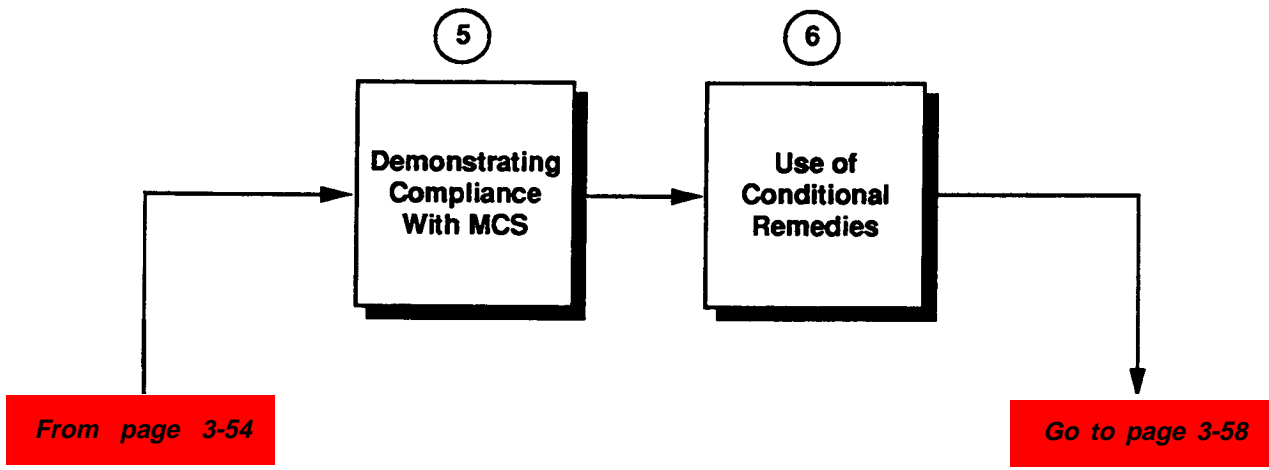 5
6
Demonstrating
Compliance
With MCS
Use of
Conditional
Remedies
From page 3-54
Go to page 3-58